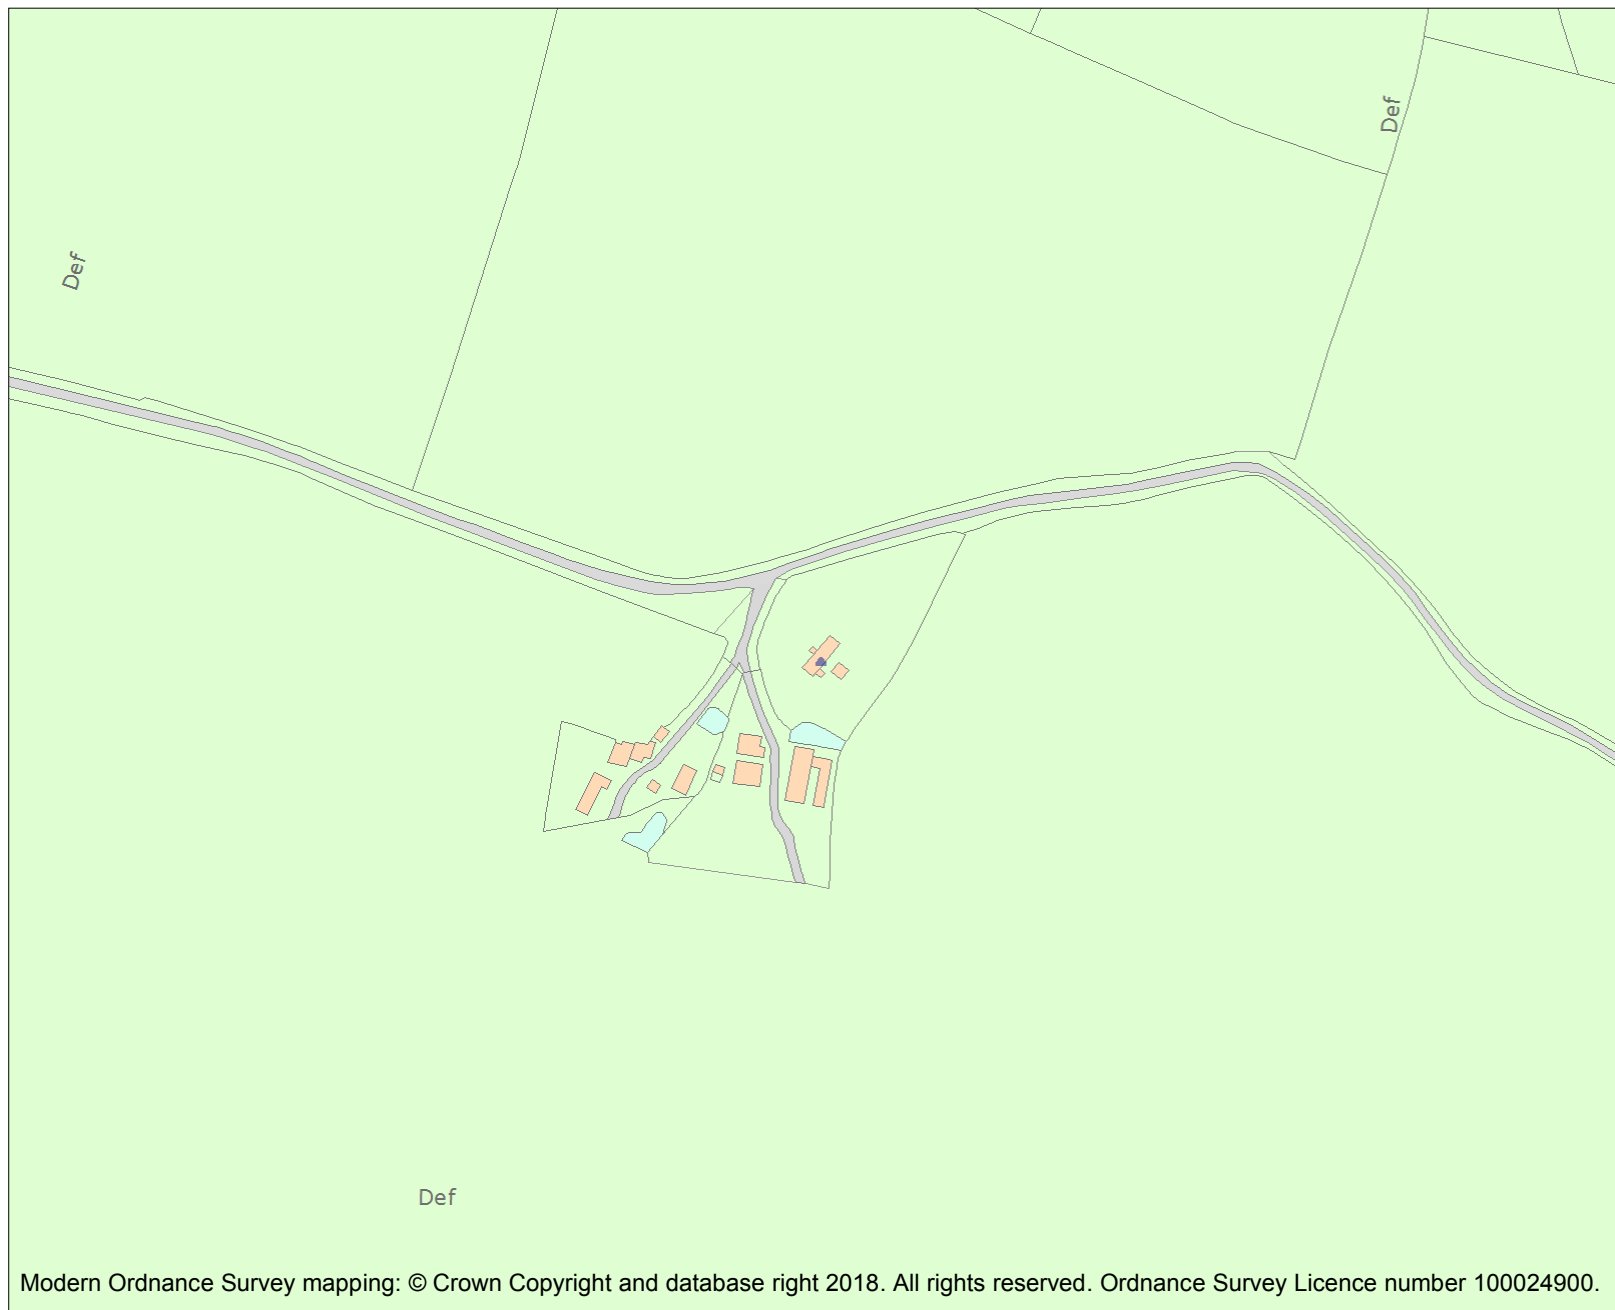 Def
Def
Def
Modern Ordnance Survey mapping: © Crown Copyright and database right 2018. All rights reserved. Ordnance Survey Licence number 100024900.